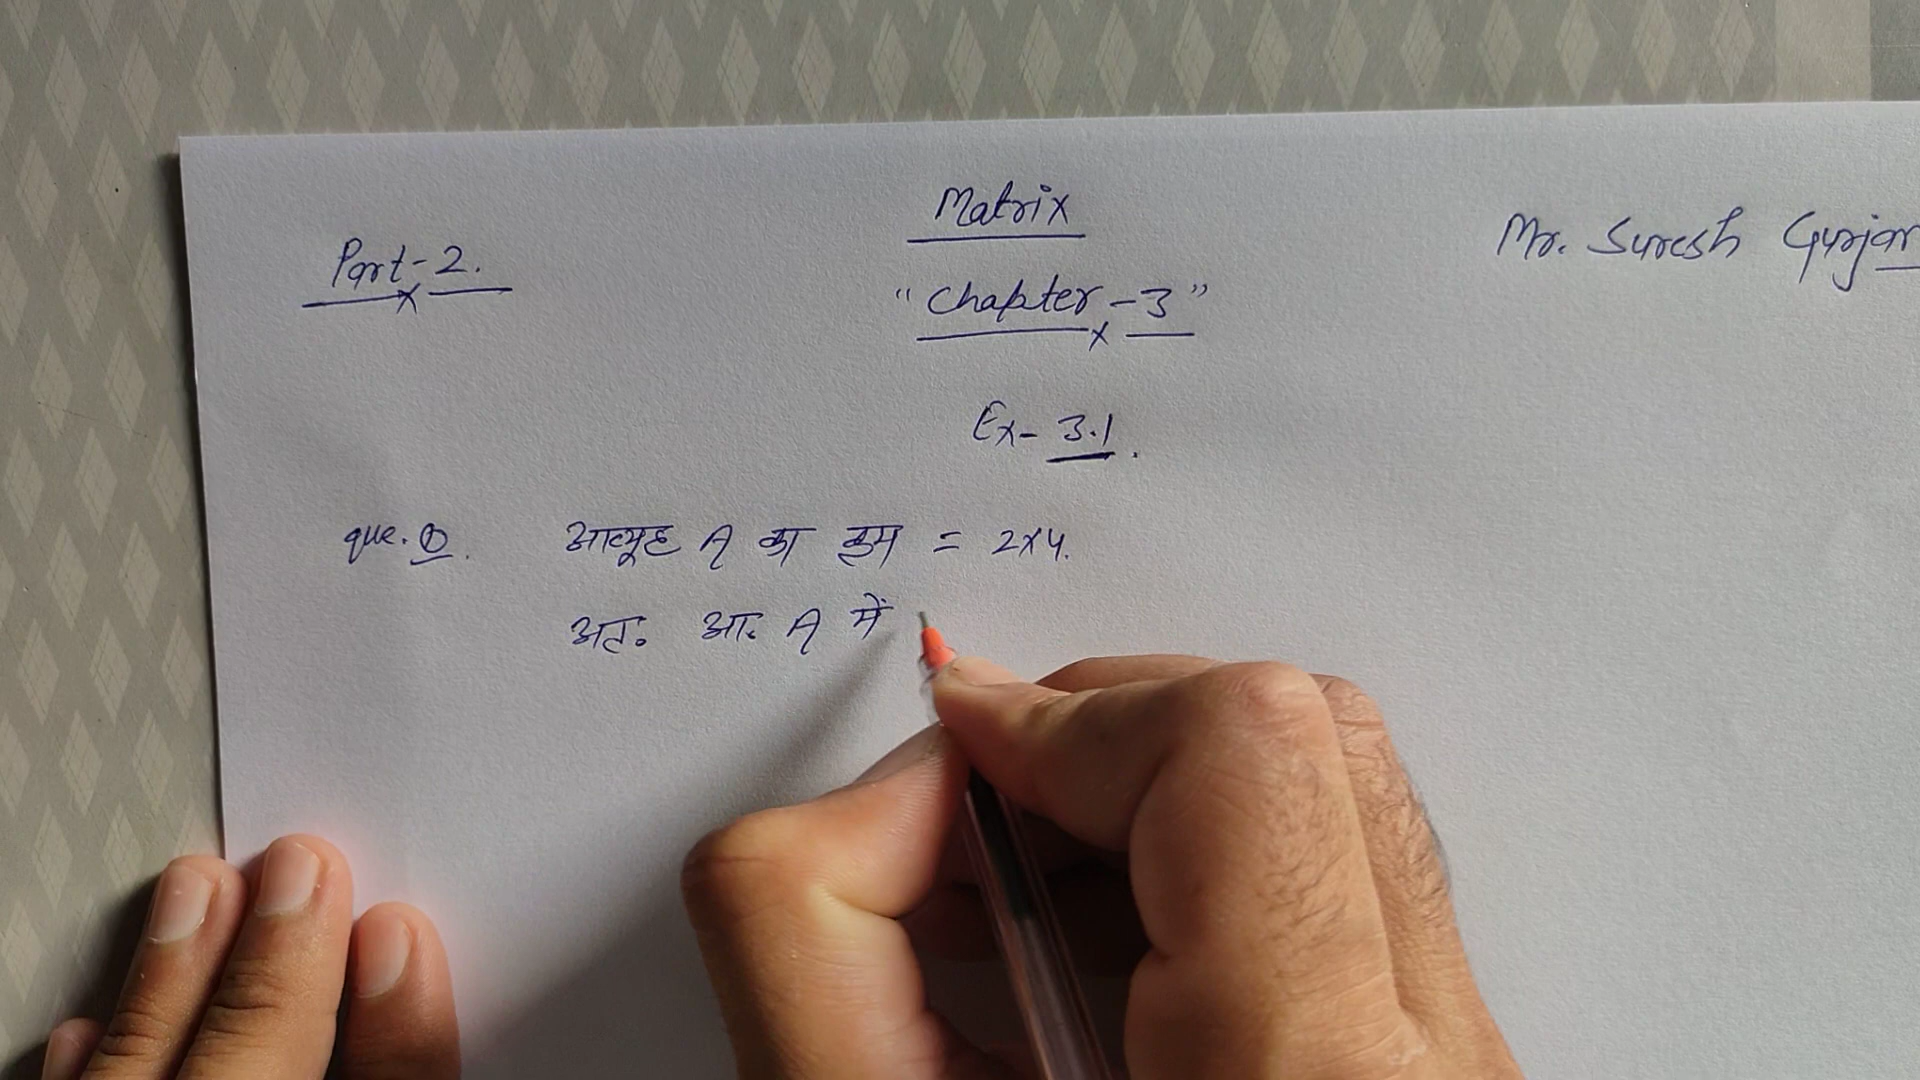 Matrix
Part-2.
Mr. Suresh Gurjar
"Chapter-3"
Ex-3.1.
que. ①. आव्यूह A का क्रम = 2x4.
अतः आ. A में